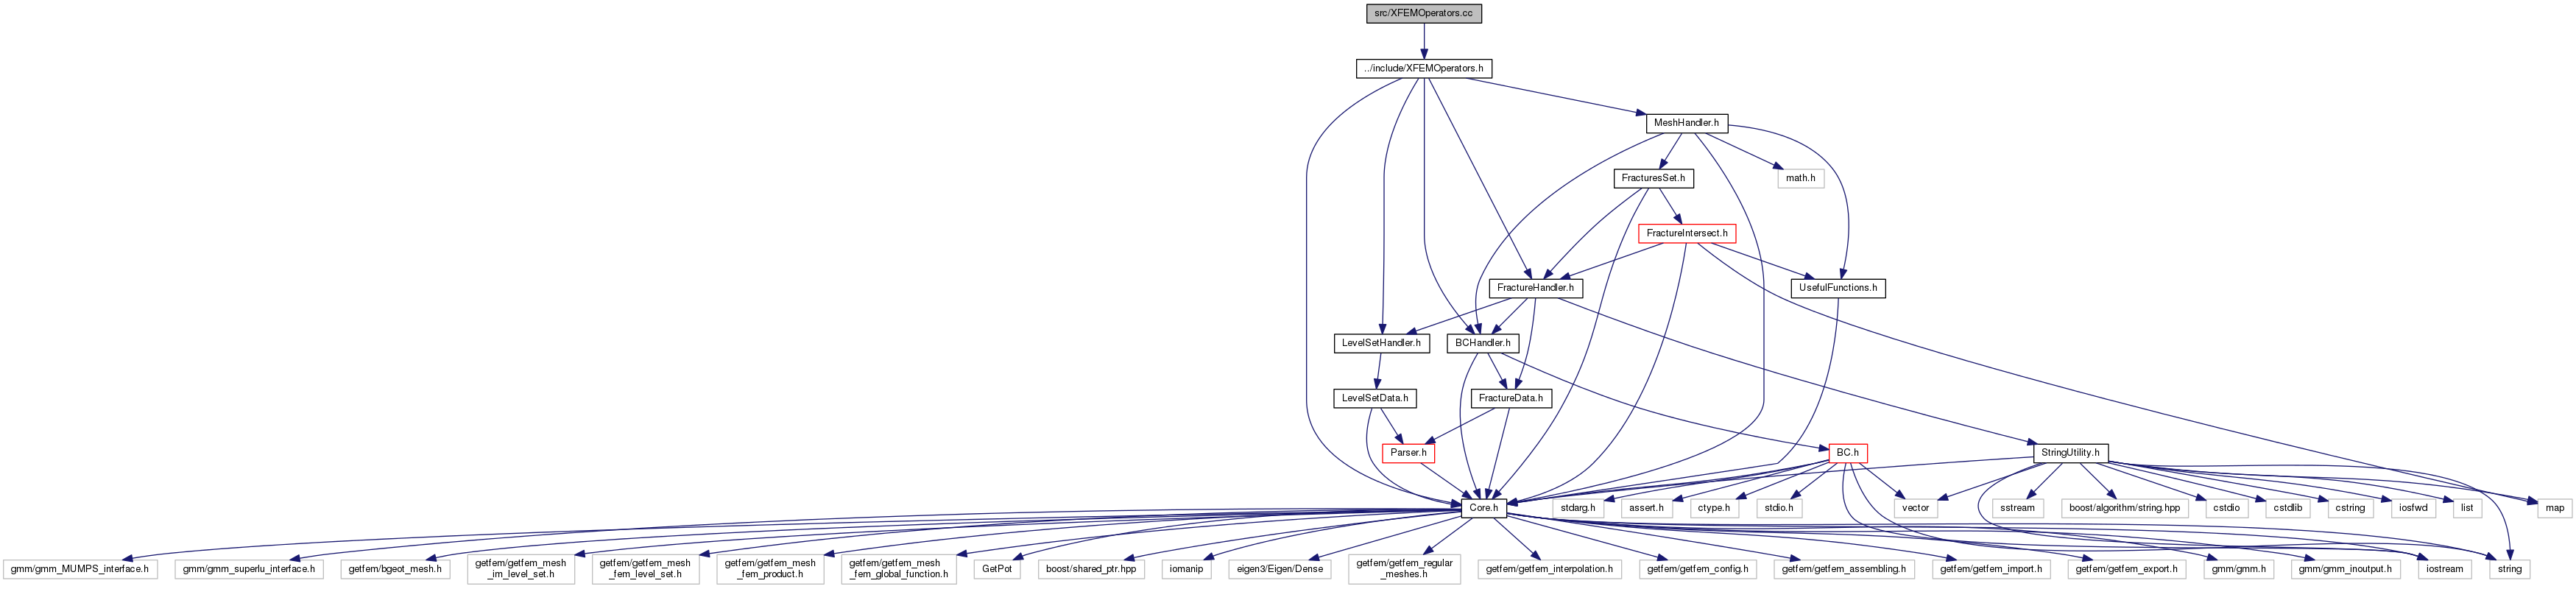 src/XFEMOperators.cc
../include/XFEMOperators.h
MeshHandler.h
FracturesSet.h
math.h
FractureIntersect.h
FractureHandler.h
UsefulFunctions.h
LevelSetHandler.h
BCHandler.h
LevelSetData.h
FractureData.h
Parser.h
BC.h
StringUtility.h
Core.h
stdarg.h
assert.h
ctype.h
stdio.h
vector
sstream
boost/algorithm/string.hpp
cstdio
cstdlib
cstring
iosfwd
list
map
gmm/gmm_MUMPS_interface.h
gmm/gmm_superlu_interface.h
getfem/bgeot_mesh.h
getfem/getfem_mesh
_im_level_set.h
getfem/getfem_mesh
_fem_level_set.h
getfem/getfem_mesh
_fem_product.h
getfem/getfem_mesh
_fem_global_function.h
GetPot
boost/shared_ptr.hpp
iomanip
eigen3/Eigen/Dense
getfem/getfem_regular
_meshes.h
getfem/getfem_interpolation.h
getfem/getfem_config.h
getfem/getfem_assembling.h
getfem/getfem_import.h
getfem/getfem_export.h
gmm/gmm.h
gmm/gmm_inoutput.h
iostream
string